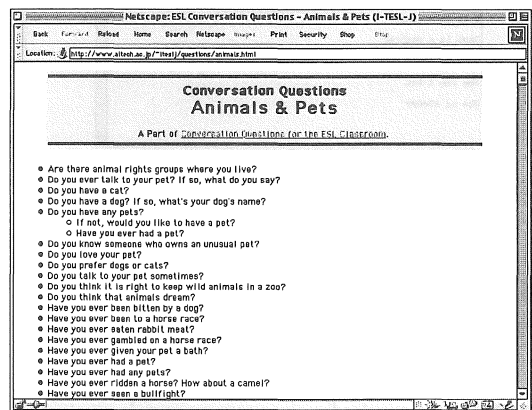 Netscape: ESL Conversation Questions - Animals & Pets (I-TESL-J)
Back Forward Reload Home Search Netscape Images Print Security Shop Stop
Location: http://www.aitech.ac.jp/~iteslj/questions/animals.html
Conversation Questions
Animals & Pets
A Part of Conversation Questions for the ESL Classroom.
Are there animal rights groups where you live?
Do you ever talk to your pet? If so, what do you say?
Do you have a cat?
Do you have a dog? If so, what's your dog's name?
Do you have any pets?
If not, would you like to have a pet?
Have you ever had a pet?
Do you know someone who owns an unusual pet?
Do you love your pet?
Do you prefer dogs or cats?
Do you talk to your pet sometimes?
Do you think it is right to keep wild animals in a zoo?
Do you think that animals dream?
Have you ever been bitten by a dog?
Have you ever been to a horse race?
Have you ever eaten rabbit meat?
Have you ever gambled on a horse race?
Have you ever given your pet a bath?
Have you ever had a pet?
Have you ever had any pets?
Have you ever ridden a horse? How about a camel?
Have you ever seen a bullfight?